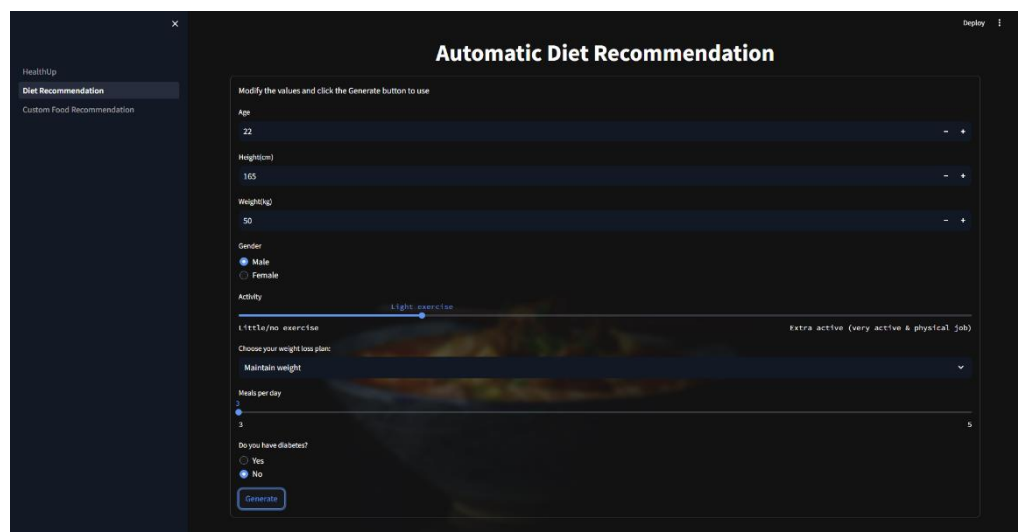 ×
Deploy ⋮
HealthUp
Diet Recommendation
Custom Food Recommendation
Automatic Diet Recommendation
Modify the values and click the Generate button to use
Age
22 − +
Height(cm)
165 − +
Weight(kg)
50 − +
Gender
Male
Female
Activity
Light exercise
Little/no exercise Extra active (very active & physical job)
Choose your weight loss plan:
Maintain weight
Meals per day
3
3 5
Do you have diabetes?
Yes
No
Generate